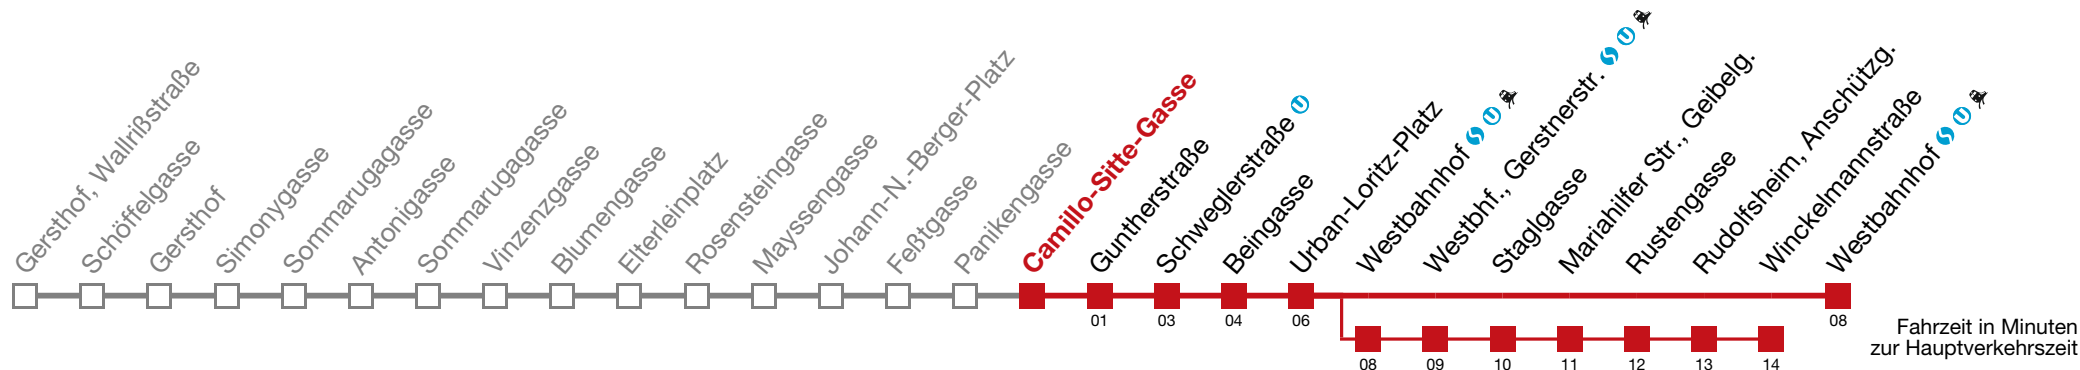 Gersthof, Wallrißstraße
Schöffelgasse
Gersthof
Simonygasse
Sommarugagasse
Antonigasse
Sommarugagasse
Vinzenzgasse
Blumengasse
Elterleinplatz
Rosensteingasse
Mayssengasse
Johann-N.-Berger-Platz
Feßtgasse
Panikengasse
Camillo-Sitte-Gasse
Guntherstraße
Schweglerstraße U
Beingasse
Urban-Loritz-Platz
Westbahnhof S U
Westbhf., Gerstnerstr. S U
Staglgasse
Mariahilfer Str., Geibelg.
Rustengasse
Rudolfsheim, Anschützg.
Winckelmannstraße
Westbahnhof S U
01 03 04 06 08
08 09 10 11 12 13 14
Fahrzeit in Minuten
zur Hauptverkehrszeit